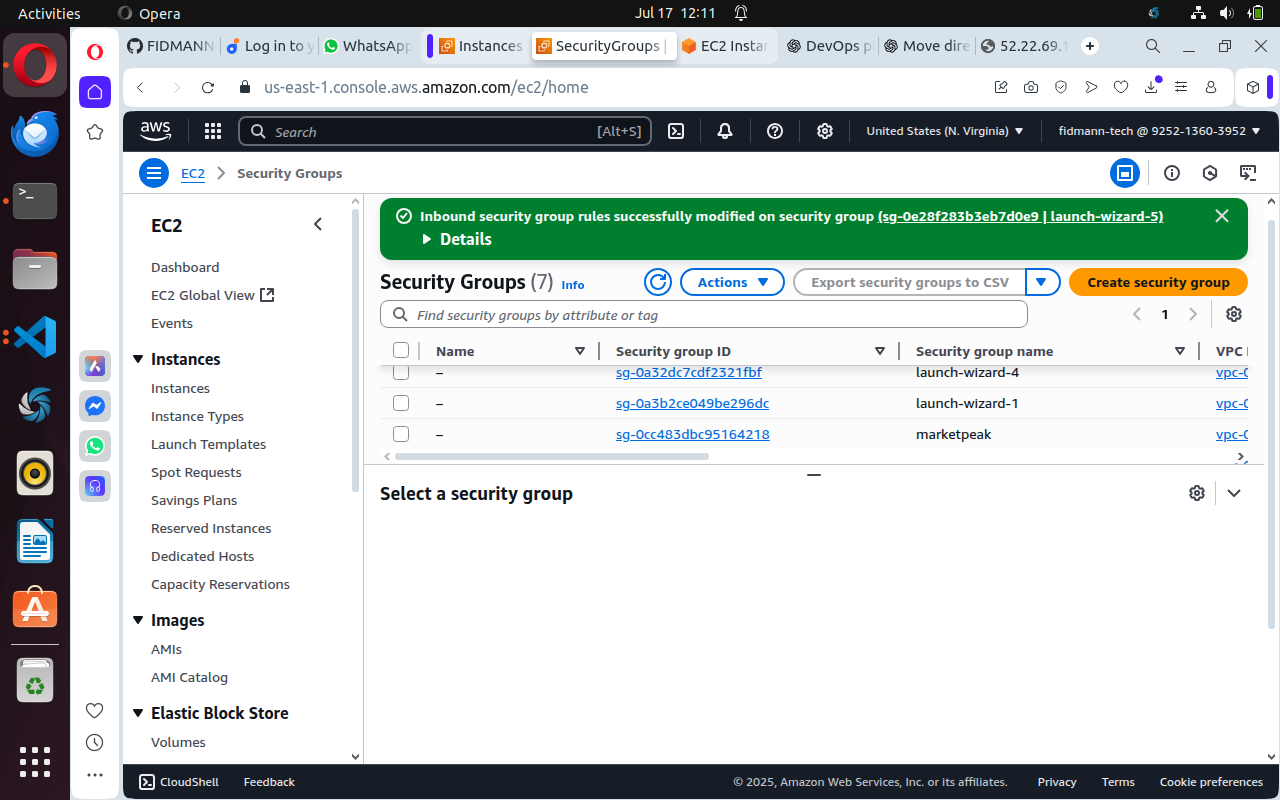 Activities
Opera
Jul 17 12:11
FIDMANN
Log in to y
WhatsApp
Instances
SecurityGroups |
EC2 Instan
DevOps p
Move dire
52.22.69.1
us-east-1.console.aws.amazon.com/ec2/home
aws
Search
[Alt+S]
United States (N. Virginia)
fidmann-tech @ 9252-1360-3952
EC2
Security Groups
EC2
Dashboard
EC2 Global View
Events
Instances
Instances
Instance Types
Launch Templates
Spot Requests
Savings Plans
Reserved Instances
Dedicated Hosts
Capacity Reservations
Images
AMIs
AMI Catalog
Elastic Block Store
Volumes
Inbound security group rules successfully modified on security group (sg-0e28f283b3eb7d0e9 | launch-wizard-5)
Details
Security Groups (7) Info
Actions
Export security groups to CSV
Create security group
Find security groups by attribute or tag
1
Name
Security group ID
Security group name
VPC
– sg-0a32dc7cdf2321fbf launch-wizard-4 vpc-0
– sg-0a3b2ce049be296dc launch-wizard-1 vpc-0
– sg-0cc483dbc95164218 marketpeak vpc-0
Select a security group
CloudShell
Feedback
© 2025, Amazon Web Services, Inc. or its affiliates.
Privacy
Terms
Cookie preferences